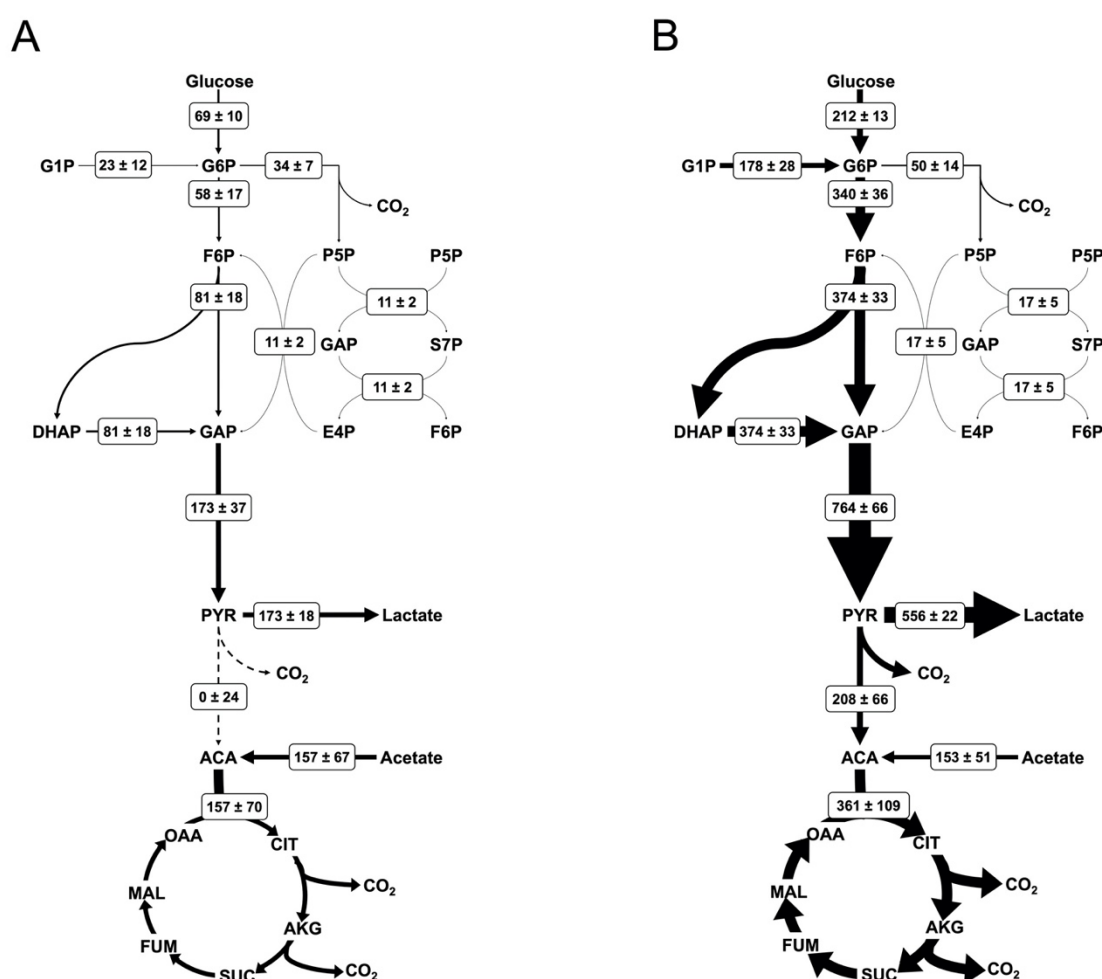 A
Glucose
69 ± 10
G1P 23 ± 12 G6P 34 ± 7
58 ± 17
CO₂
F6P P5P P5P
81 ± 18 11 ± 2
11 ± 2 GAP S7P
11 ± 2
DHAP 81 ± 18 GAP E4P F6P
173 ± 37
PYR 173 ± 18 Lactate
CO₂
0 ± 24
ACA 157 ± 67 Acetate
157 ± 70
OAA CIT
MAL CO₂
AKG
FUM
SUC CO₂
B
Glucose
212 ± 13
G1P 178 ± 28 G6P 50 ± 14
340 ± 36
CO₂
F6P P5P P5P
374 ± 33 17 ± 5
17 ± 5 GAP S7P
17 ± 5
DHAP 374 ± 33 GAP E4P F6P
764 ± 66
PYR 556 ± 22 Lactate
CO₂
208 ± 66
ACA 153 ± 51 Acetate
361 ± 109
OAA CIT
MAL CO₂
AKG
FUM
SUC CO₂